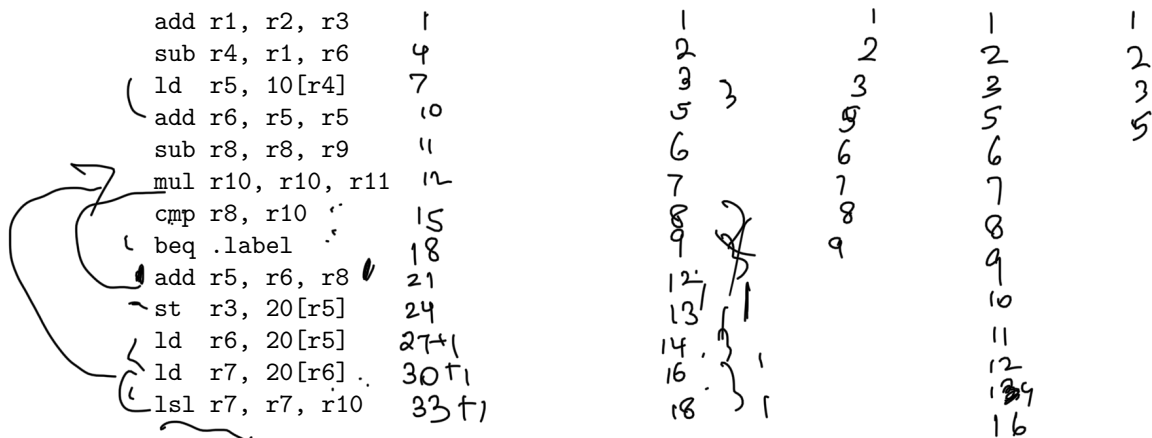 add r1, r2, r3 1 1 1 1 1
sub r4, r1, r6 4 2 2 2 2
ld r5, 10[r4] 7 3 3 3 3 3
add r6, r5, r5 10 5 5 5 5
sub r8, r8, r9 11 6 6 6
mul r10, r10, r11 12 7 7 7
cmp r8, r10 15 8 8 8
beq .label 18 9 9 9
add r5, r6, r8 21 12 10
st r3, 20[r5] 24 13 11
ld r6, 20[r5] 27+1 14 12
ld r7, 20[r6] 30+1 16
lsl r7, r7, r10 33+1 18 16